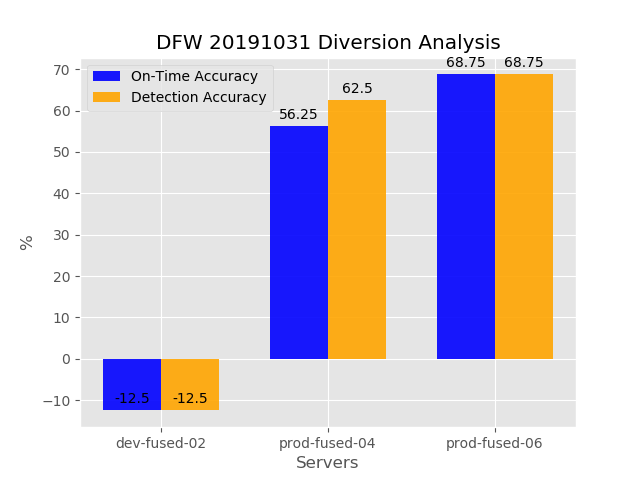 DFW 20191031 Diversion Analysis
On-Time Accuracy
Detection Accuracy
70
60
50
40
30
20
10
0
−10
%
-12.5
-12.5
56.25
62.5
68.75
68.75
dev-fused-02
prod-fused-04
prod-fused-06
Servers